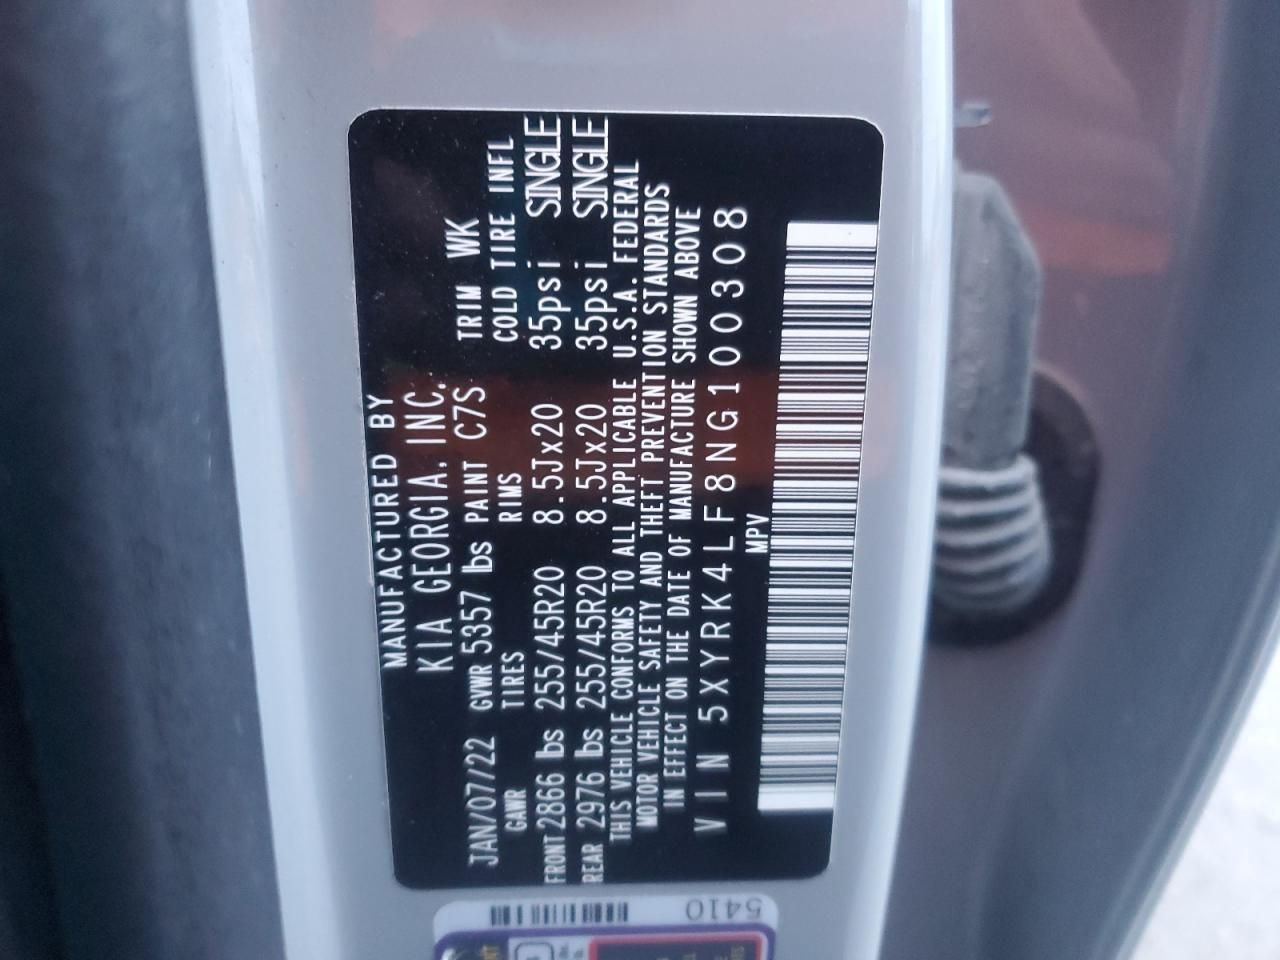 MANUFACTURED BY
KIA GEORGIA, INC.
JAN/07/22 GVWR 5357 lbs PAINT C7S TRIM WK
GAWR TIRES RIMS COLD TIRE INFL
FRONT 2866 lbs 255/45R20 8.5Jx20 35psi SINGLE
REAR 2976 lbs 255/45R20 8.5Jx20 35psi SINGLE
THIS VEHICLE CONFORMS TO ALL APPLICABLE U.S.A. FEDERAL
MOTOR VEHICLE SAFETY AND THEFT PREVENTION STANDARDS
IN EFFECT ON THE DATE OF MANUFACTURE SHOWN ABOVE
VIN 5XYRK4LF8NG100308
MPV
5410